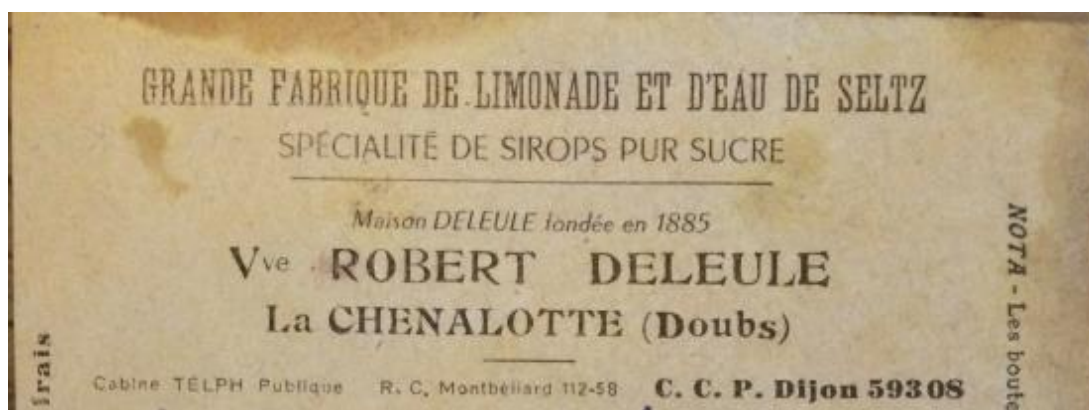 GRANDE FABRIQUE DE LIMONADE ET D'EAU DE SELTZ
SPÉCIALITÉ DE SIROPS PUR SUCRE
Maison DELEULE fondée en 1885
Vve ROBERT DELEULE
La CHENALOTTE (Doubs)
Cabine TÉLPH Publique R. C. Montbéliard 112-58 C. C. P. Dijon 59308
frais
NOTA - Les boute